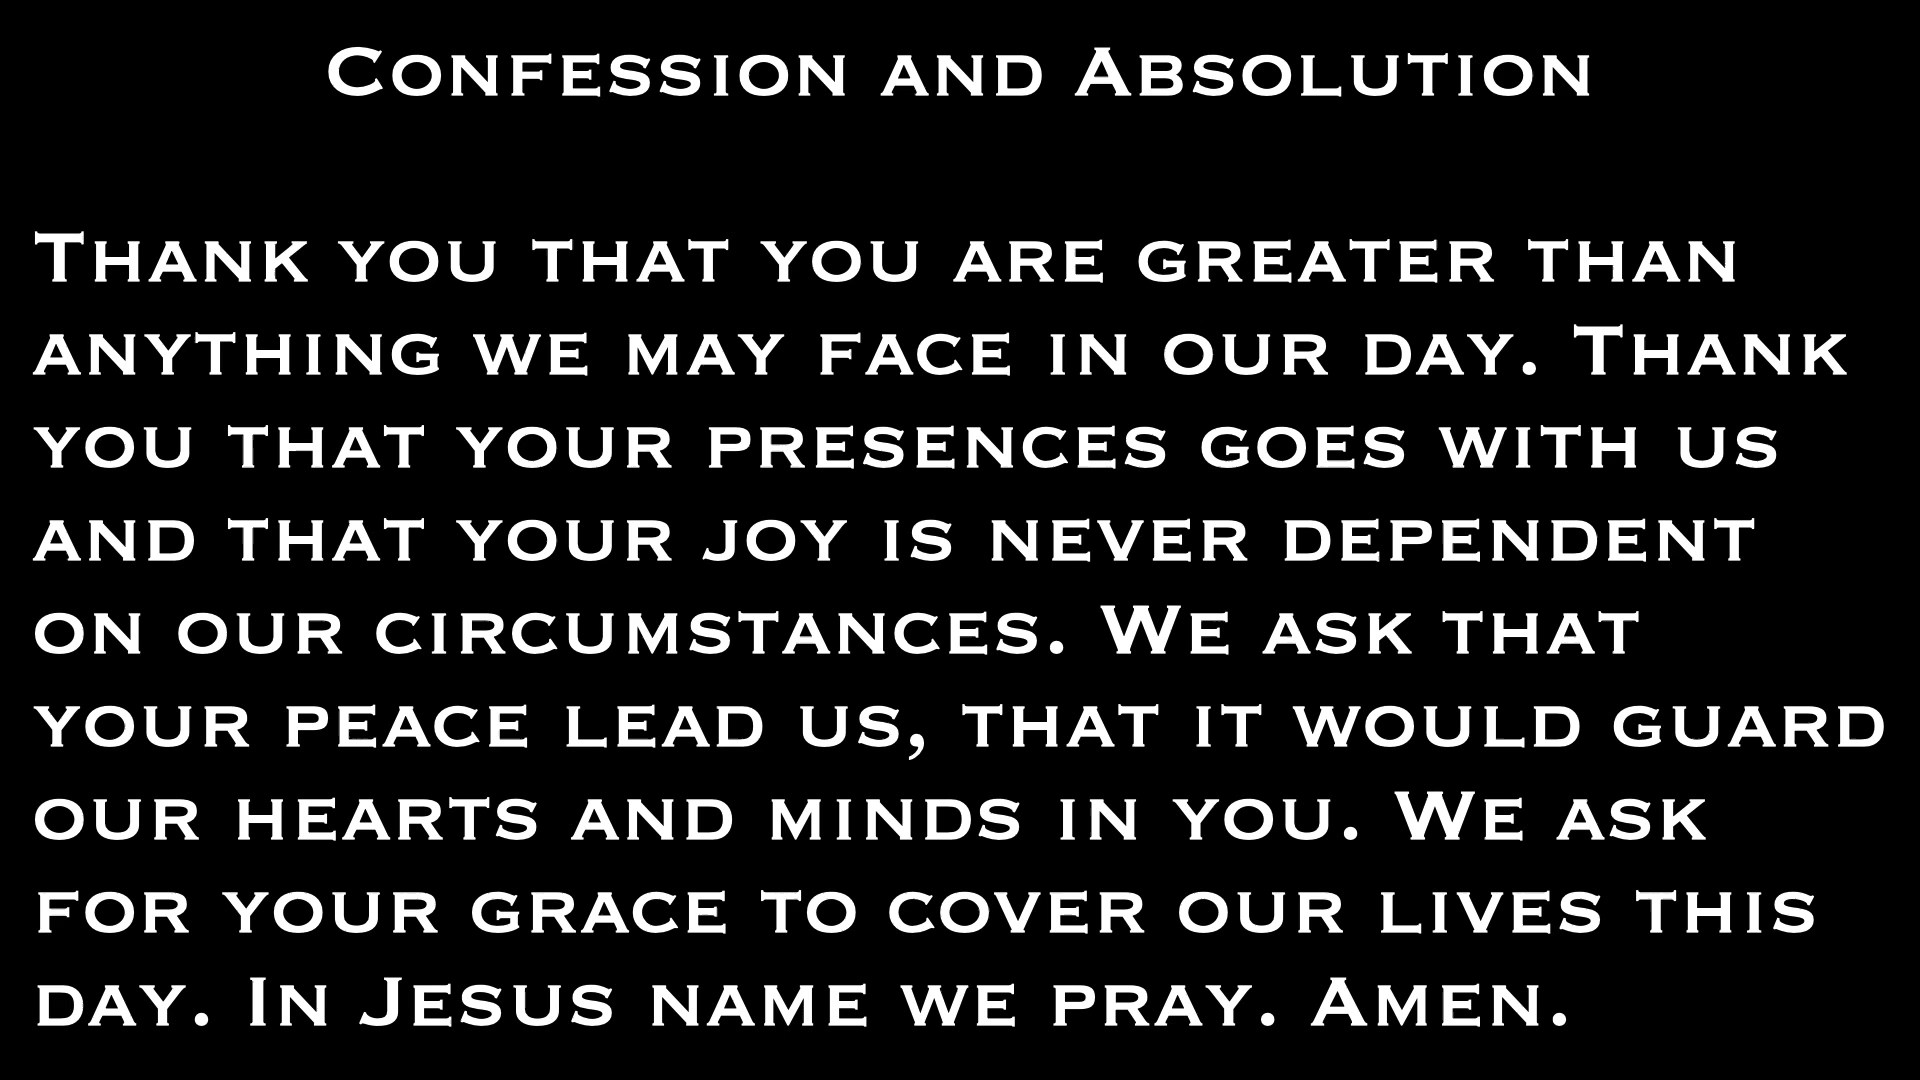 Confession and Absolution
Thank you that you are greater than
anything we may face in our day. Thank
you that your presences goes with us
and that your joy is never dependent
on our circumstances. We ask that
your peace lead us, that it would guard
our hearts and minds in you. We ask
for your grace to cover our lives this
day. In Jesus name we pray. Amen.